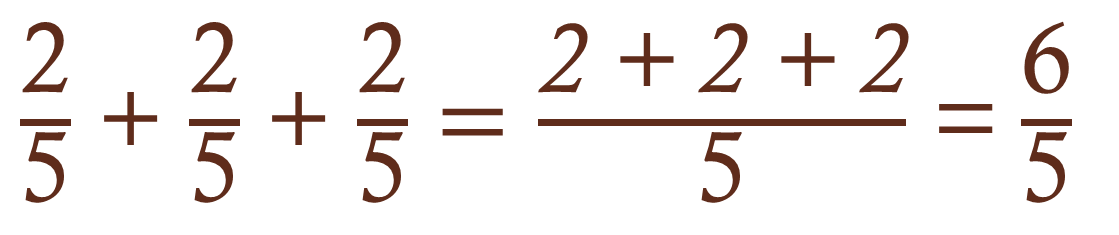 2/5 + 2/5 + 2/5 = (2 + 2 + 2)/5 = 6/5